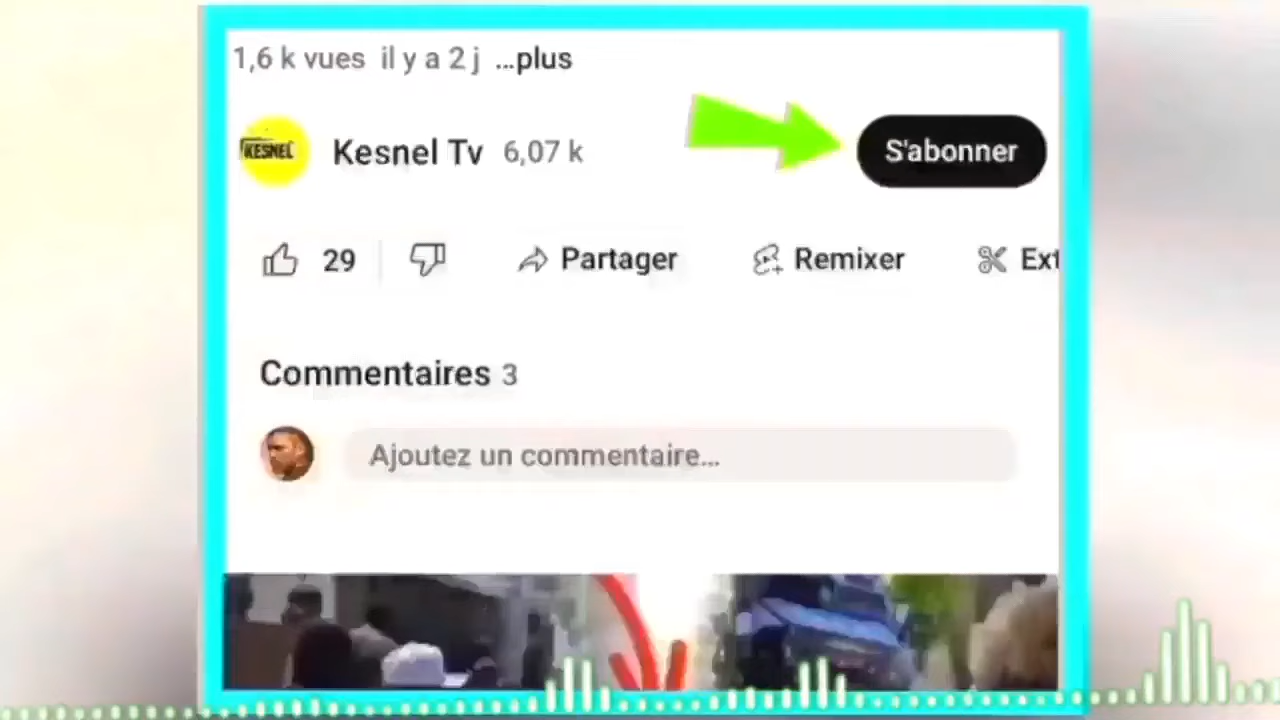 1,6 k vues il y a 2 j ...plus
KESNEL
Kesnel Tv 6,07 k
S'abonner
29
Partager
Remixer
Ext
Commentaires 3
Ajoutez un commentaire...